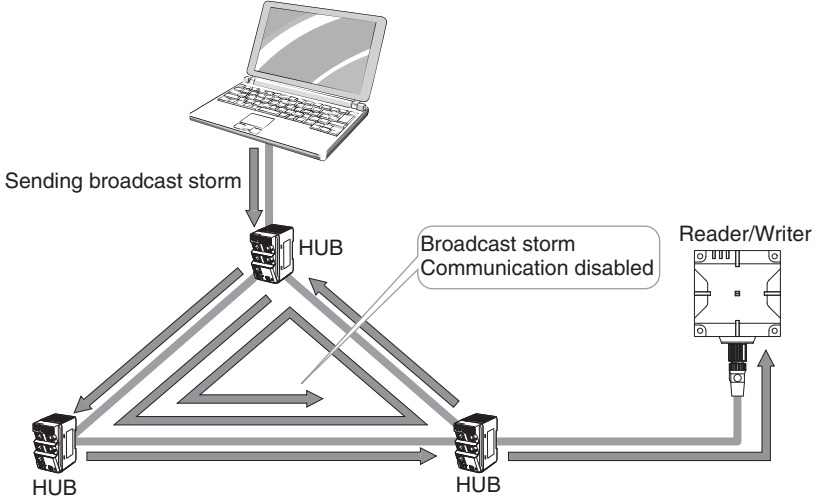 Sending broadcast storm
HUB
Broadcast storm
Communication disabled
Reader/Writer
HUB
HUB